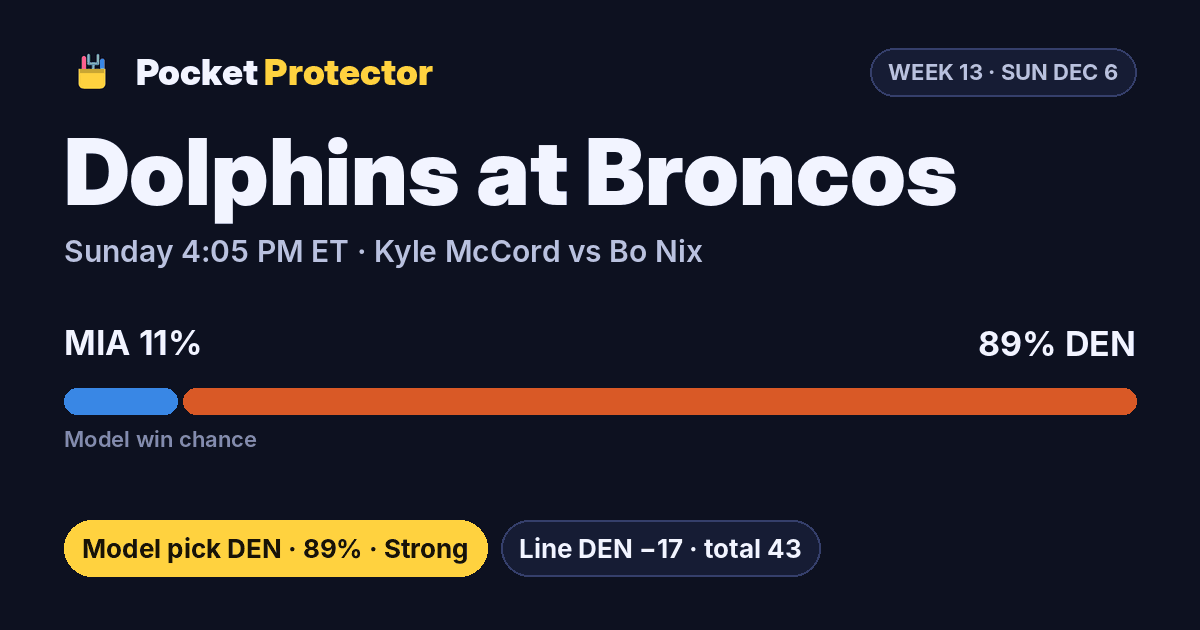 Pocket Protector
WEEK 13 · SUN DEC 6
Dolphins at Broncos
Sunday 4:05 PM ET · Kyle McCord vs Bo Nix
MIA 11%
89% DEN
Model win chance
Model pick DEN · 89% · Strong
Line DEN −17 · total 43